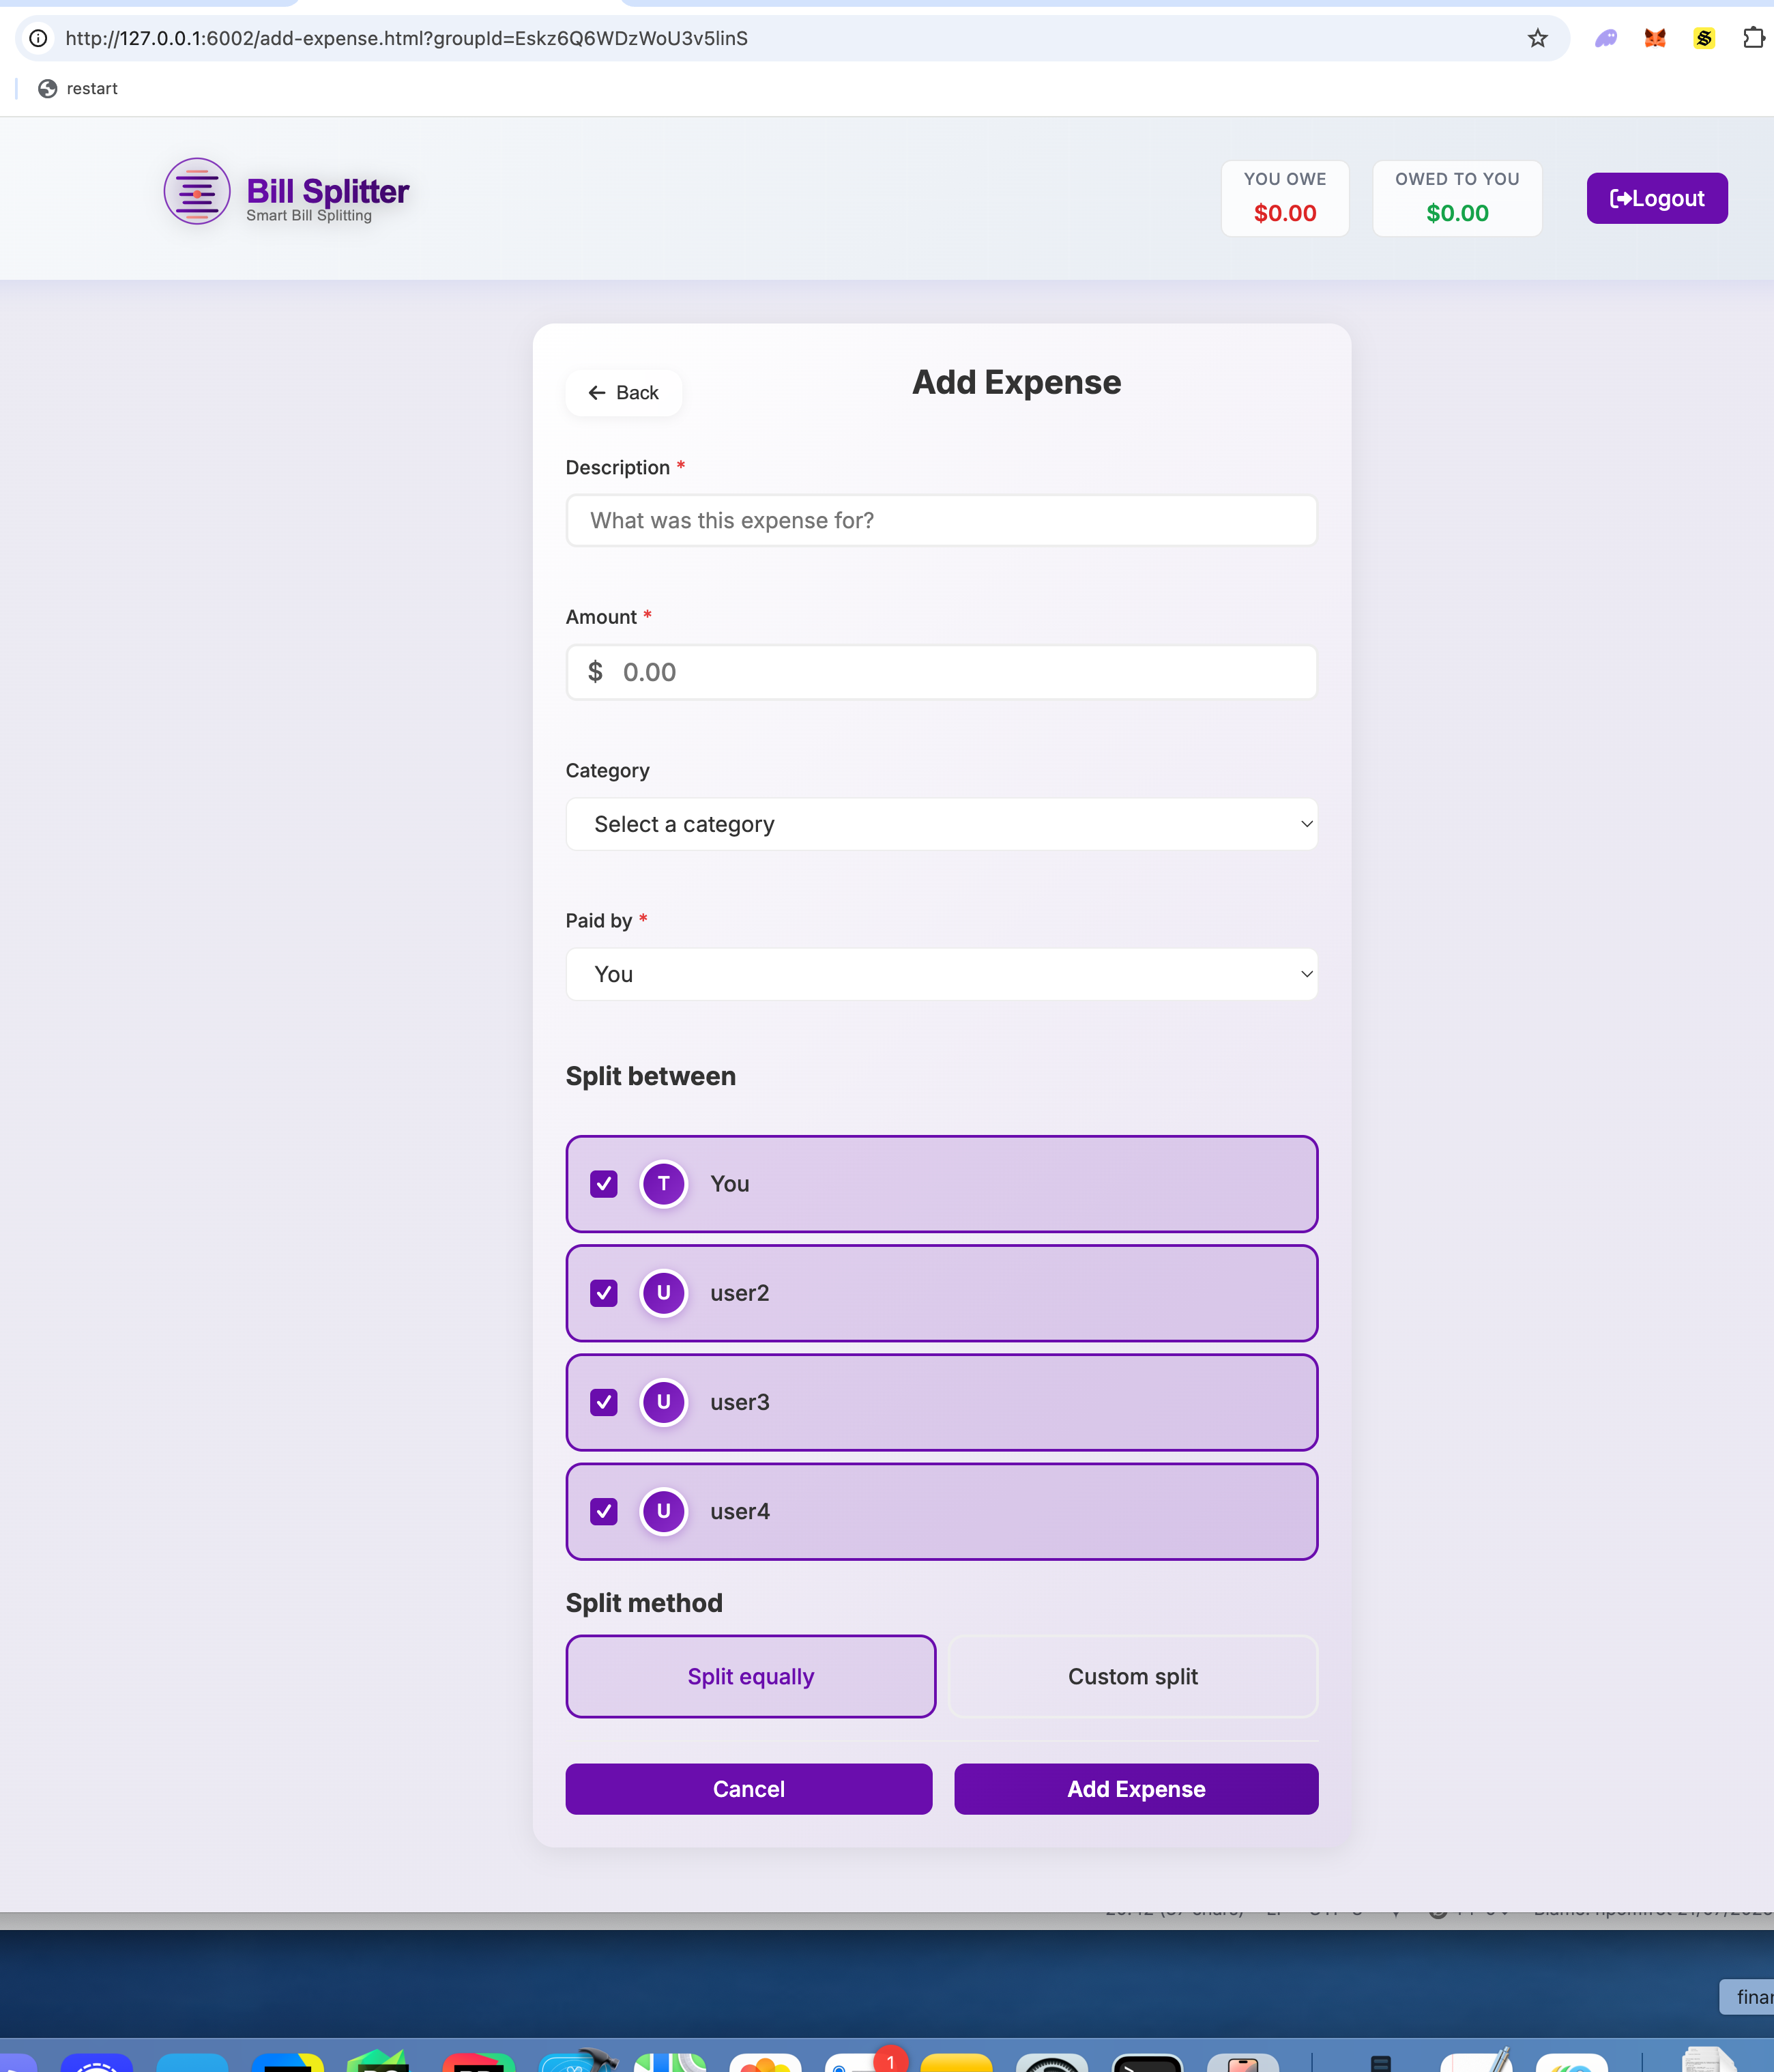 http://127.0.0.1:6002/add-expense.html?groupId=Eskz6Q6WDzWoU3v5linS
restart
Bill Splitter
Smart Bill Splitting
YOU OWE
$0.00
OWED TO YOU
$0.00
Logout
Back
Add Expense
Description *
What was this expense for?
Amount *
$ 0.00
Category
Select a category
Paid by *
You
Split between
T You
U user2
U user3
U user4
Split method
Split equally
Custom split
Cancel
Add Expense
finan
1